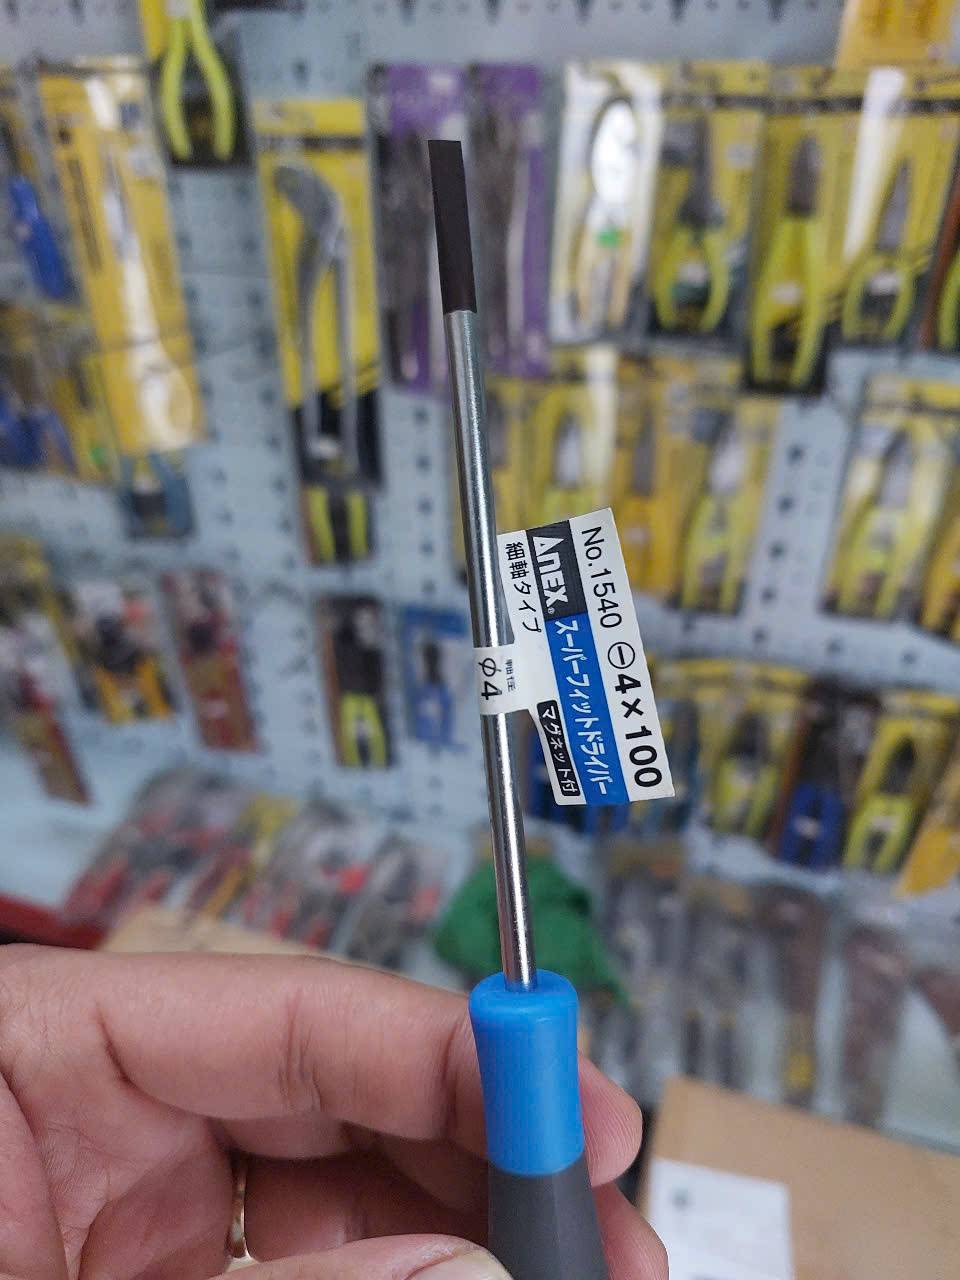 No.1540 ⊖4×100
ANEX® スーパーフィットドライバー
細軸タイプ
マグネット付
軸径
φ4